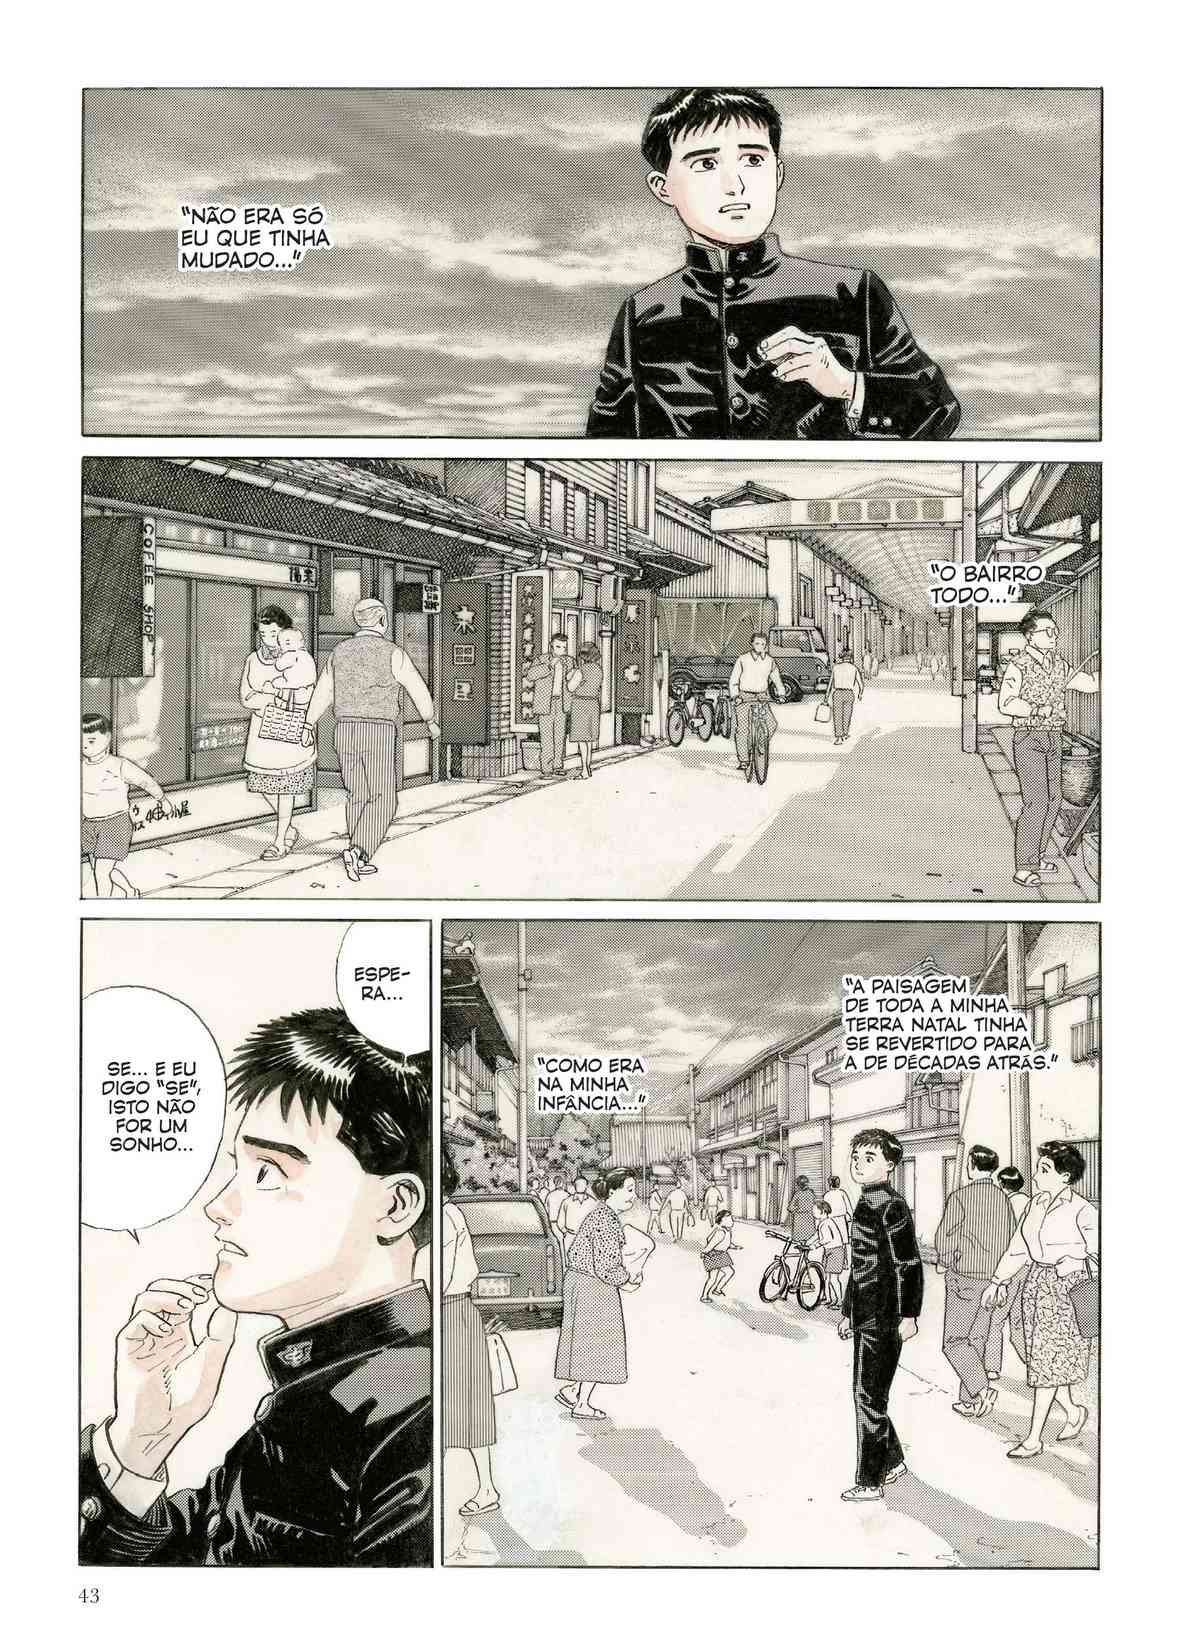 “NÃO ERA SÓ
EU QUE TINHA
MUDADO...”
COFFEE SHOP
“O BAIRRO
TODO...”
ESPE-
RA...
SE... E EU
DIGO “SE”,
ISTO NÃO
FOR UM
SONHO...
“COMO ERA
NA MINHA
INFÂNCIA...”
“A PAISAGEM
DE TODA A MINHA
TERRA NATAL TINHA
SE REVERTIDO PARA
A DE DÉCADAS ATRÁS.”
43